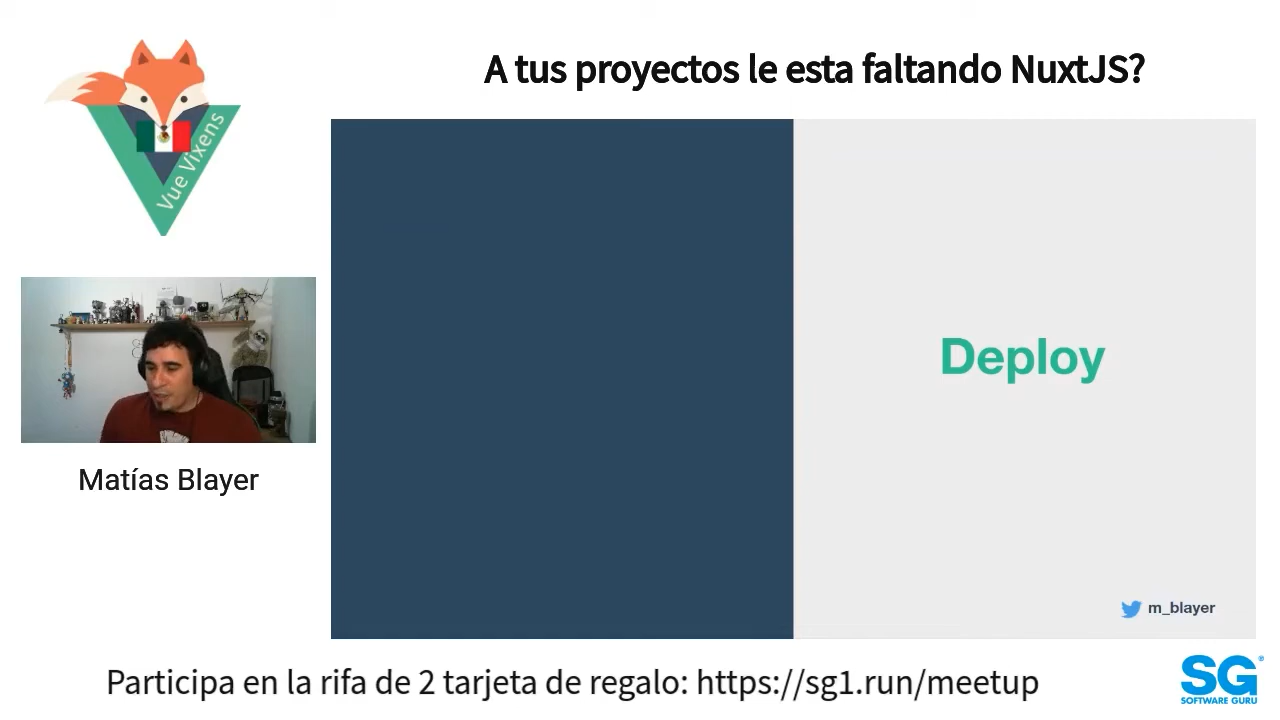 A tus proyectos le esta faltando NuxtJS?
Vue Vixens
Deploy
Matías Blayer
m_blayer
Participa en la rifa de 2 tarjeta de regalo: https://sg1.run/meetup
SG®
SOFTWARE GURU